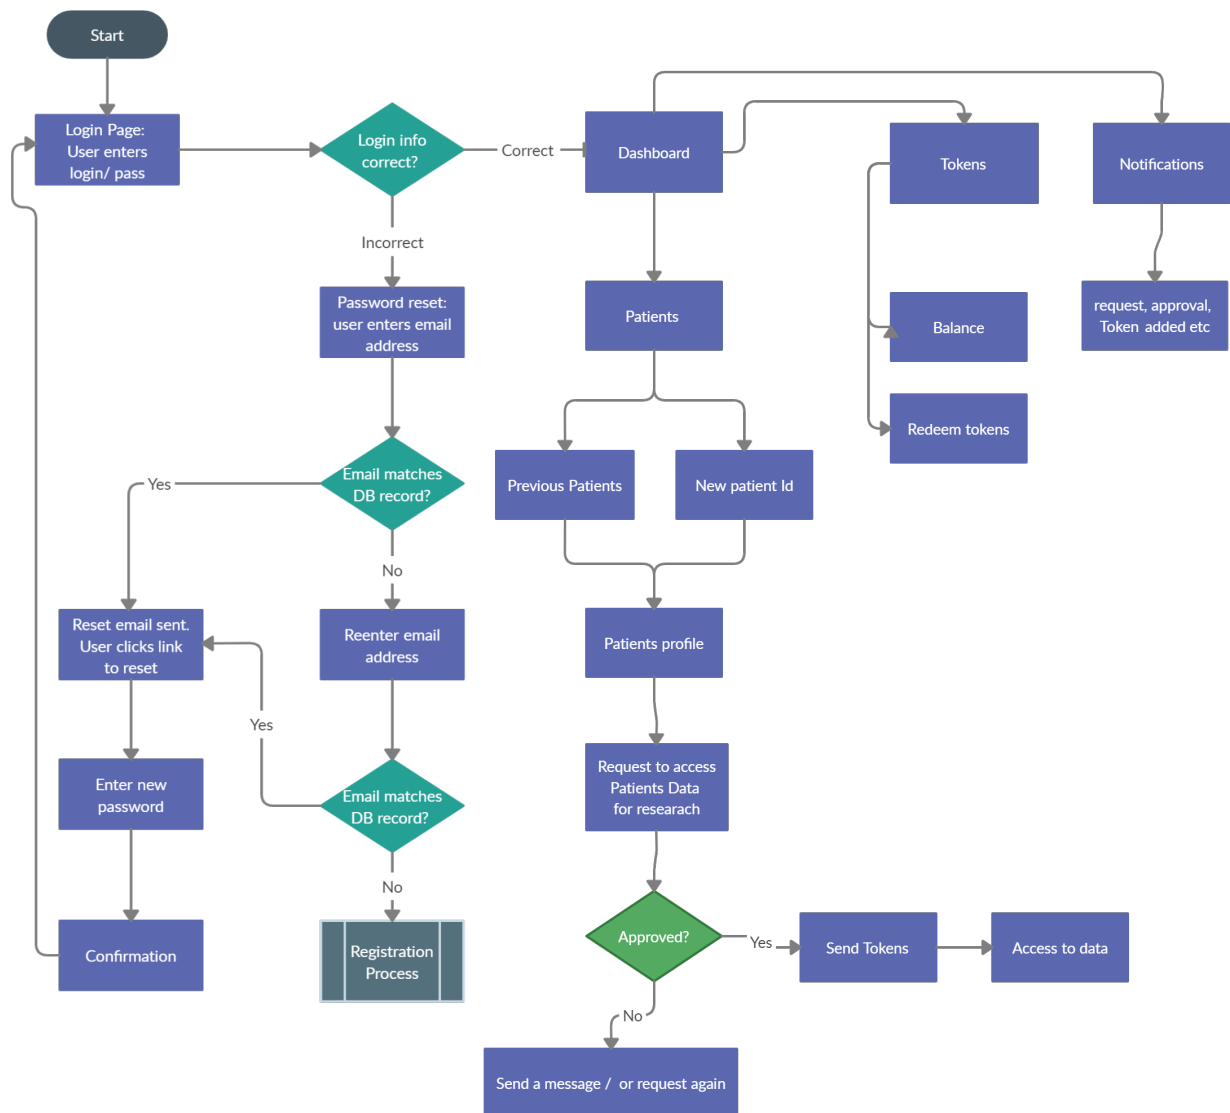 Start
Login Page:
User enters
login/ pass
Login info
correct?
Correct
Dashboard
Tokens
Notifications
Incorrect
Password reset:
user enters email
address
Patients
Balance
request, approval,
Token added etc
Redeem tokens
Email matches
DB record?
Yes
No
Previous Patients
New patient Id
Reset email sent.
User clicks link
to reset
Reenter email
address
Patients profile
Yes
Enter new
password
Email matches
DB record?
Request to access
Patients Data
for researach
No
Confirmation
Registration
Process
Approved?
Yes
Send Tokens
Access to data
No
Send a message / or request again